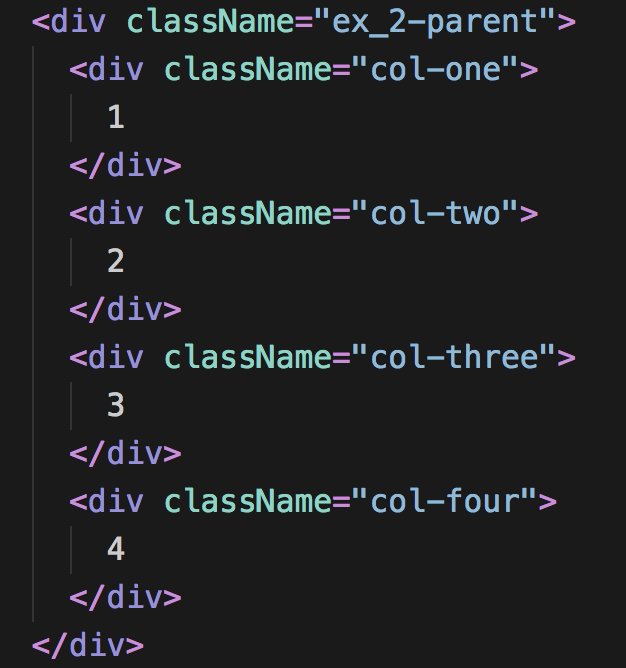 <div className="ex_2-parent">
<div className="col-one">
1
</div>
<div className="col-two">
2
</div>
<div className="col-three">
3
</div>
<div className="col-four">
4
</div>
</div>